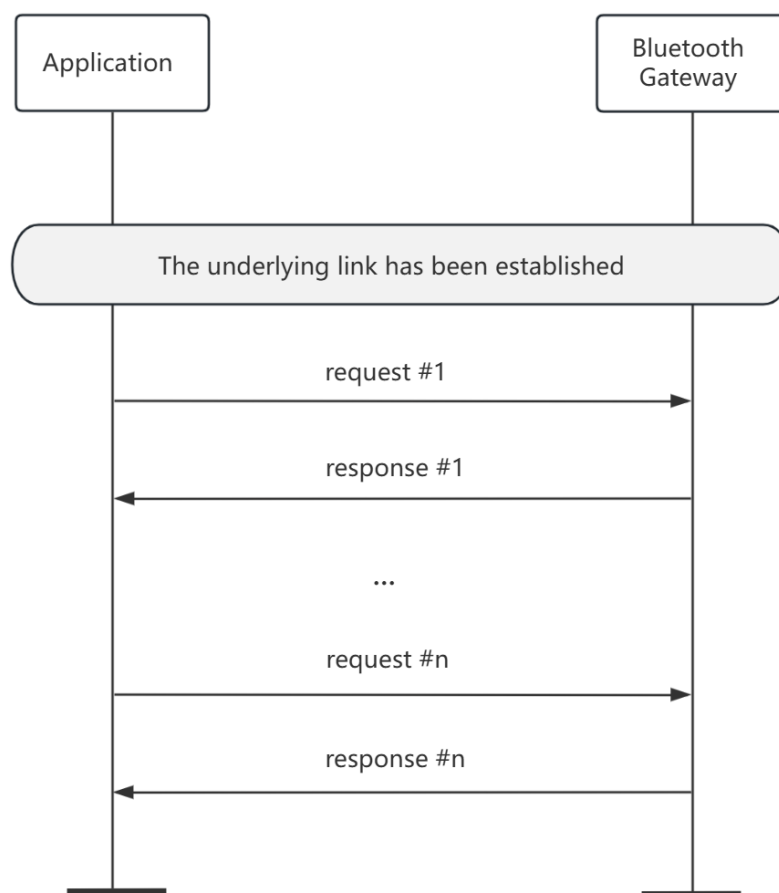 Application
Bluetooth
Gateway
The underlying link has been established
request #1
response #1
...
request #n
response #n